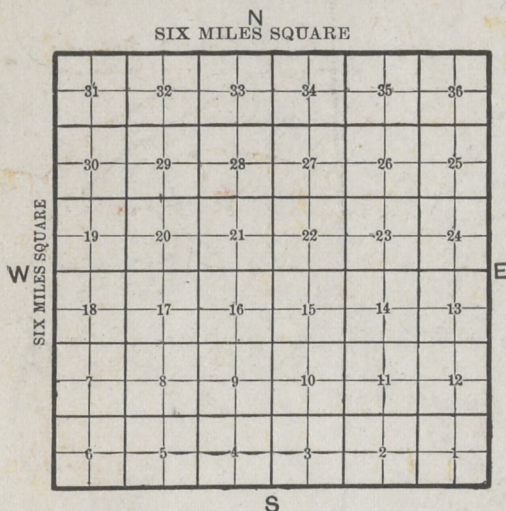 N
SIX MILES SQUARE
31 32 33 34 35 36
30 29 28 27 26 25
19 20 21 22 23 24
W SIX MILES SQUARE E
18 17 16 15 14 13
7 8 9 10 11 12
6 5 4 3 2 1
S